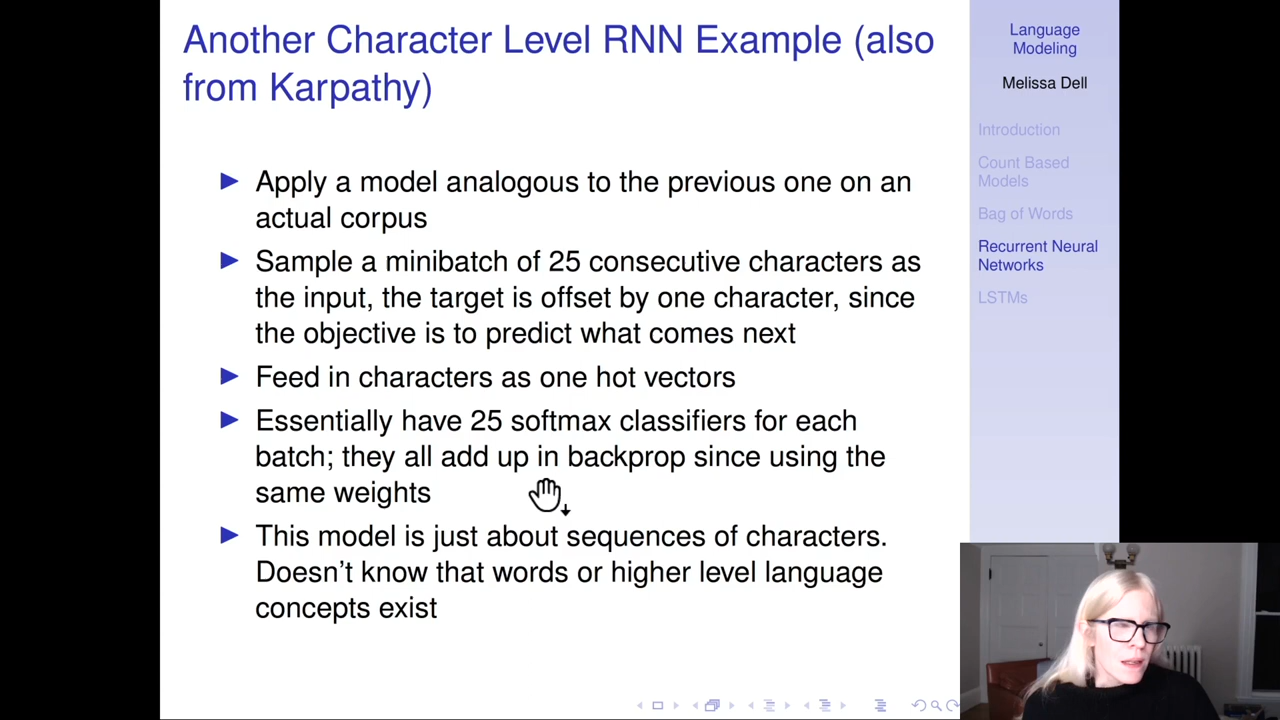 Another Character Level RNN Example (also
from Karpathy)
Apply a model analogous to the previous one on an
actual corpus
Sample a minibatch of 25 consecutive characters as
the input, the target is offset by one character, since
the objective is to predict what comes next
Feed in characters as one hot vectors
Essentially have 25 softmax classifiers for each
batch; they all add up in backprop since using the
same weights
This model is just about sequences of characters.
Doesn't know that words or higher level language
concepts exist
Language
Modeling
Melissa Dell
Introduction
Count Based
Models
Bag of Words
Recurrent Neural
Networks
LSTMs